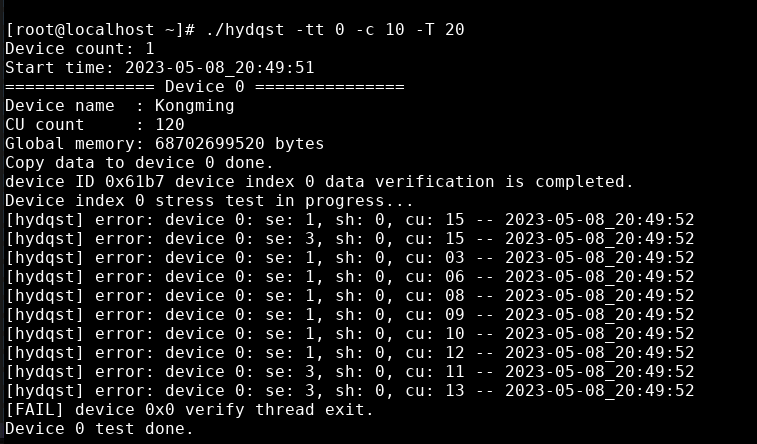 [root@localhost ~]# ./hydqst -tt 0 -c 10 -T 20
Device count: 1
Start time: 2023-05-08_20:49:51
=============== Device 0 ===============
Device name  : Kongming
CU count     : 120
Global memory: 68702699520 bytes
Copy data to device 0 done.
device ID 0x61b7 device index 0 data verification is completed.
Device index 0 stress test in progress...
[hydqst] error: device 0: se: 1, sh: 0, cu: 15 -- 2023-05-08_20:49:52
[hydqst] error: device 0: se: 3, sh: 0, cu: 15 -- 2023-05-08_20:49:52
[hydqst] error: device 0: se: 1, sh: 0, cu: 03 -- 2023-05-08_20:49:52
[hydqst] error: device 0: se: 1, sh: 0, cu: 06 -- 2023-05-08_20:49:52
[hydqst] error: device 0: se: 1, sh: 0, cu: 08 -- 2023-05-08_20:49:52
[hydqst] error: device 0: se: 1, sh: 0, cu: 09 -- 2023-05-08_20:49:52
[hydqst] error: device 0: se: 1, sh: 0, cu: 10 -- 2023-05-08_20:49:52
[hydqst] error: device 0: se: 1, sh: 0, cu: 12 -- 2023-05-08_20:49:52
[hydqst] error: device 0: se: 3, sh: 0, cu: 11 -- 2023-05-08_20:49:52
[hydqst] error: device 0: se: 3, sh: 0, cu: 13 -- 2023-05-08_20:49:52
[FAIL] device 0x0 verify thread exit.
Device 0 test done.